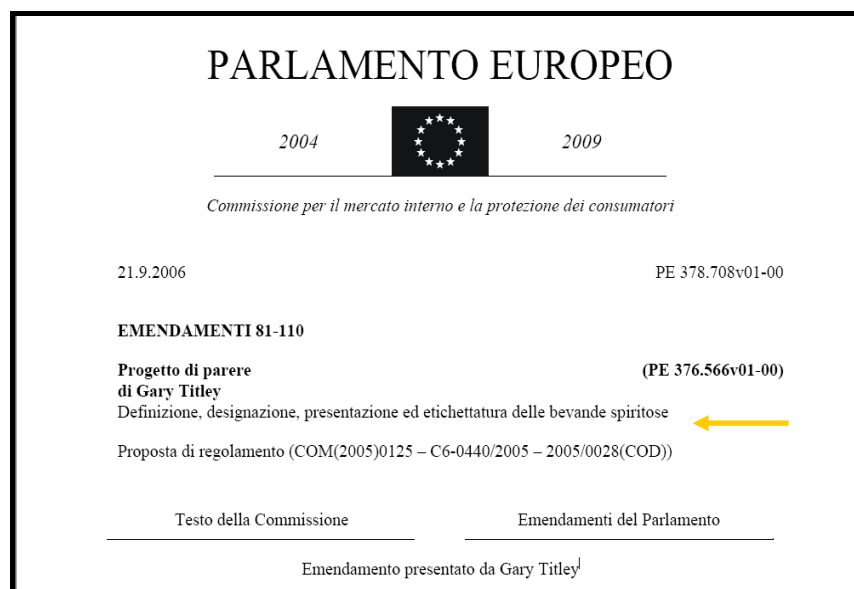 PARLAMENTO EUROPEO
2004 2009
Commissione per il mercato interno e la protezione dei consumatori
21.9.2006 PE 378.708v01-00
EMENDAMENTI 81-110
Progetto di parere (PE 376.566v01-00)
di Gary Titley
Definizione, designazione, presentazione ed etichettatura delle bevande spiritose
Proposta di regolamento (COM(2005)0125 – C6-0440/2005 – 2005/0028(COD))
Testo della Commissione Emendamenti del Parlamento
Emendamento presentato da Gary Titley